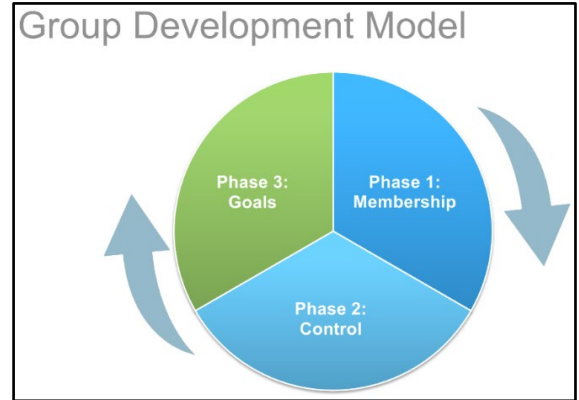 Group Development Model
Phase 3:
Goals
Phase 1:
Membership
Phase 2:
Control